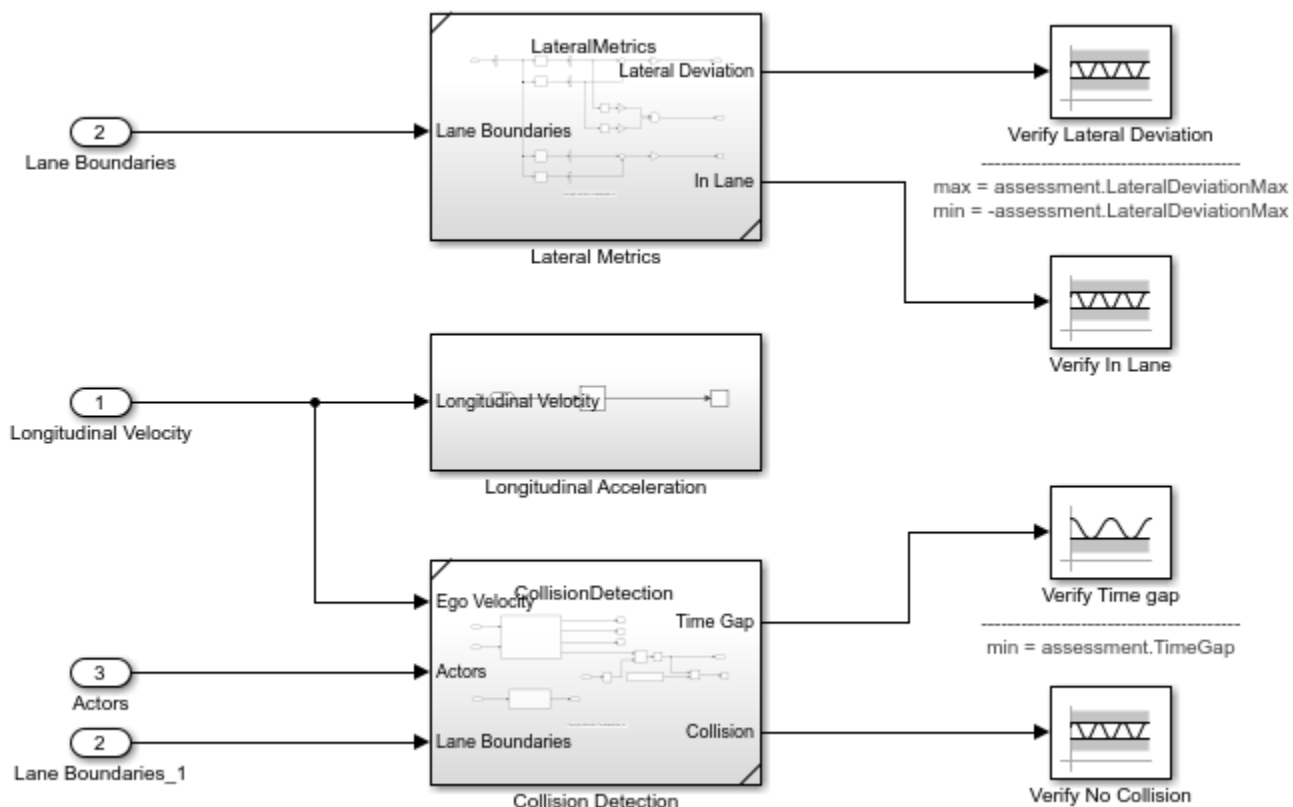 LateralMetrics
Lateral Deviation
2
Lane Boundaries
Lane Boundaries
In Lane
Lateral Metrics
Verify Lateral Deviation
---------------------------------------------
max = assessment.LateralDeviationMax
min = -assessment.LateralDeviationMax
Verify In Lane
1
Longitudinal Velocity
Longitudinal Velocity
Longitudinal Acceleration
CollisionDetection
Ego Velocity
Time Gap
3
Actors
Actors
2
Lane Boundaries
Collision
Lane Boundaries_1
Collision Detection
Verify Time gap
---------------------------------------------
min = assessment.TimeGap
Verify No Collision